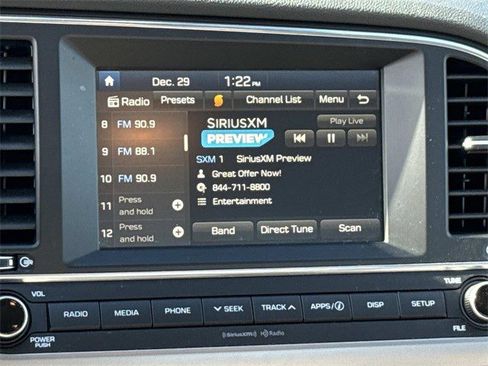 Dec. 29 1:22 PM
Radio Presets Channel List Menu
8 FM 90.9
9 FM 88.1
10 FM 90.9
11 Press and hold
12 Press and hold
SIRIUSXM
PREVIEW
Play Live
SXM 1 SiriusXM Preview
Great Offer Now!
844-711-8800
Entertainment
Band Direct Tune Scan
VOL TUNE
RADIO MEDIA PHONE SEEK TRACK APPS/ DISP SETUP
POWER
PUSH
FILE
SiriusXM HD Radio